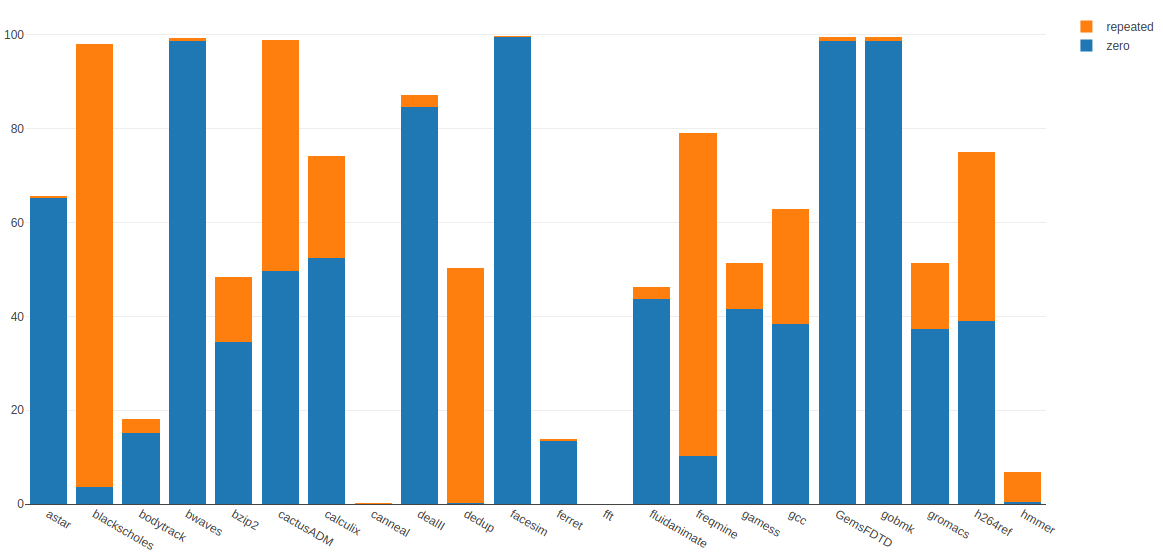 repeated
zero
100
80
60
40
20
0
astar
blackscholes
bodytrack
bwaves
bzip2
cactusADM
calculix
canneal
dealII
dedup
facesim
ferret
fft
fluidanimate
freqmine
gamess
gcc
GemsFDTD
gobmk
gromacs
h264ref
hmmer